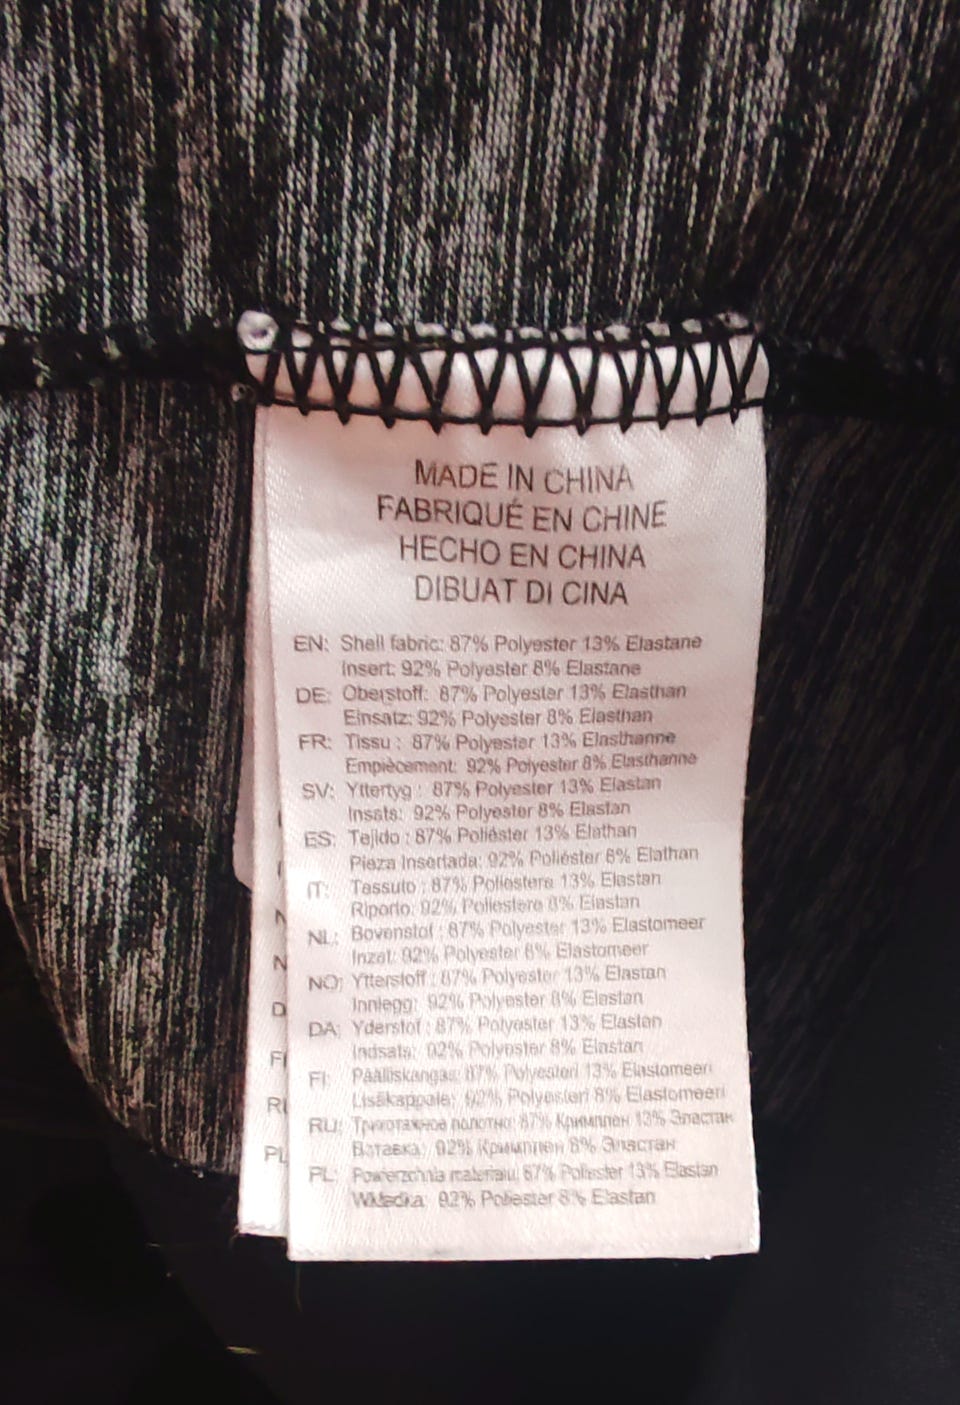 MADE IN CHINA
FABRIQUÉ EN CHINE
HECHO EN CHINA
DIBUAT DI CINA
EN: Shell fabric: 87% Polyester 13% Elastane
Insert: 92% Polyester 8% Elastane
DE: Oberstoff: 87% Polyester 13% Elasthan
Einsatz: 92% Polyester 8% Elasthan
FR: Tissu : 87% Polyester 13% Elasthanne
Empiècement: 92% Polyester 8% Elasthanne
SV: Yttertyg : 87% Polyester 13% Elastan
Insats: 92% Polyester 8% Elastan
ES: Tejido : 87% Poliéster 13% Elathan
Pieza Insertada: 92% Poliéster 8% Elathan
IT: Tessuto : 87% Poliestere 13% Elastan
Riporto: 92% Poliestere 8% Elastan
NL: Bovenstof : 87% Polyester 13% Elastomeer
Inzet: 92% Polyester 8% Elastomeer
NO: Ytterstoff : 87% Polyester 13% Elastan
Innlegg: 92% Polyester 8% Elastan
DA: Yderstof : 87% Polyester 13% Elastan
Indsats: 92% Polyester 8% Elastan
FI: Päälliskangas: 87% Polyesteri 13% Elastomeeri
Lisäkappale: 92% Polyesteri 8% Elastomeeri
RU: Трикотажное полотно: 87% Кримплен 13% Эластан
Вставка: 92% Кримплен 8% Эластан
PL: Powierzchnia materiału: 87% Poliester 13% Elastan
Wkładka: 92% Poliester 8% Elastan